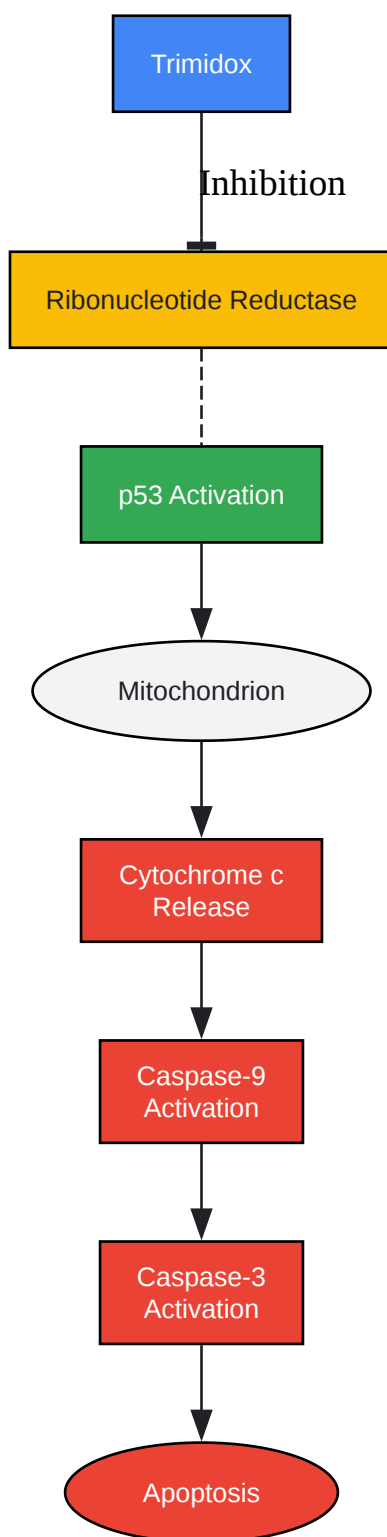 Trimidox
Inhibition
Ribonucleotide Reductase
p53 Activation
Mitochondrion
Cytochrome c
Release
Caspase-9
Activation
Caspase-3
Activation
Apoptosis